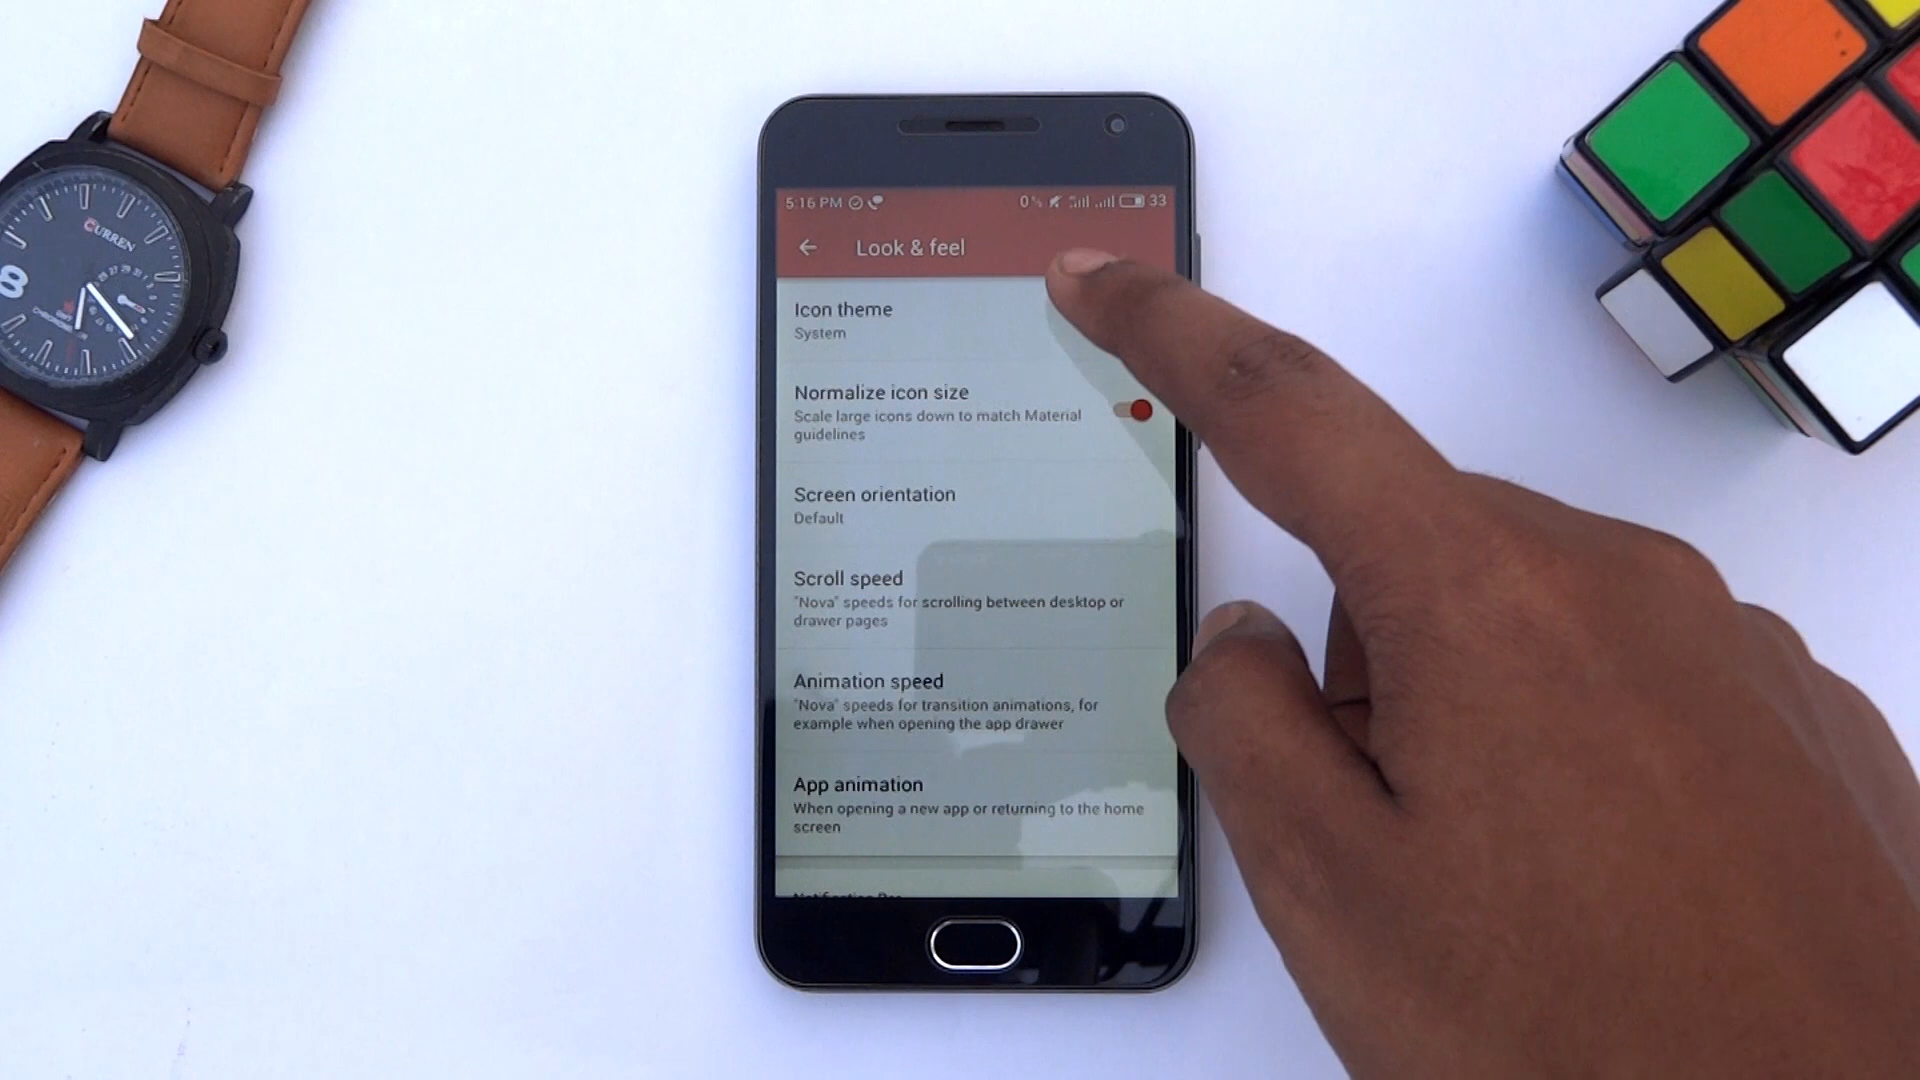 5:16 PM
0%
33
Look & feel
Icon theme
System
Normalize icon size
Scale large icons down to match Material
guidelines
Screen orientation
Default
Scroll speed
"Nova" speeds for scrolling between desktop or
drawer pages
Animation speed
"Nova" speeds for transition animations, for
example when opening the app drawer
App animation
When opening a new app or returning to the home
screen
CURREN
8